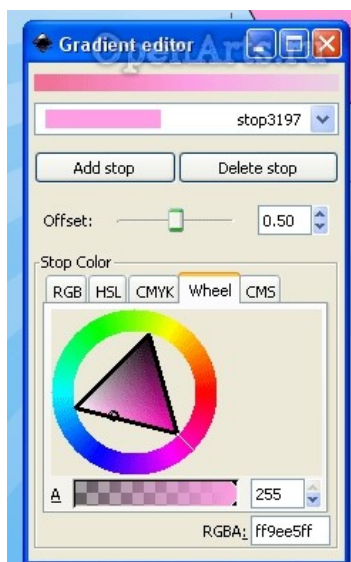 Gradient editor
OpenArts.ru
stop3197
Add stop Delete stop
Offset: 0.50
Stop Color
RGB HSL CMYK Wheel CMS
A 255
RGBA: ff9ee5ff